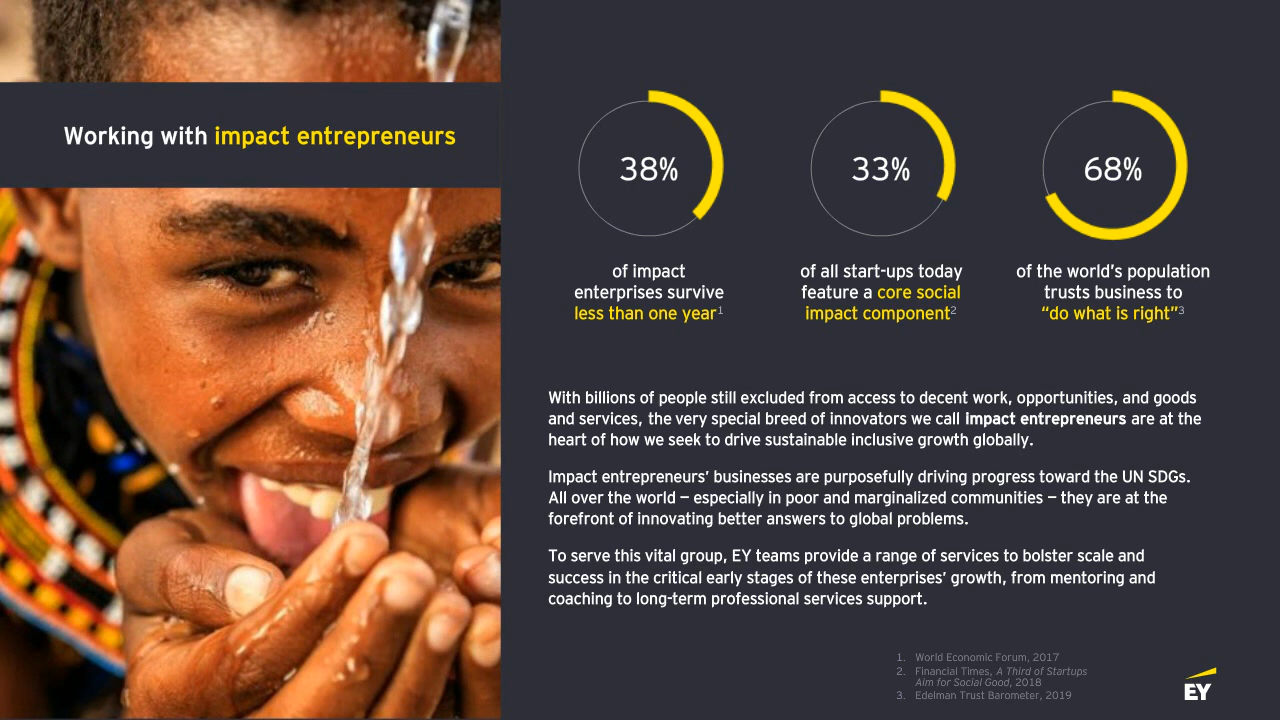 Working with impact entrepreneurs
38%
of impact
enterprises survive
less than one year1
33%
of all start-ups today
feature a core social
impact component2
68%
of the world's population
trusts business to
“do what is right”3
With billions of people still excluded from access to decent work, opportunities, and goods
and services, the very special breed of innovators we call impact entrepreneurs are at the
heart of how we seek to drive sustainable inclusive growth globally.
Impact entrepreneurs' businesses are purposefully driving progress toward the UN SDGs.
All over the world – especially in poor and marginalized communities – they are at the
forefront of innovating better answers to global problems.
To serve this vital group, EY teams provide a range of services to bolster scale and
success in the critical early stages of these enterprises' growth, from mentoring and
coaching to long-term professional services support.
1. World Economic Forum, 2017
2. Financial Times, A Third of Startups
Aim for Social Good, 2018
3. Edelman Trust Barometer, 2019
EY